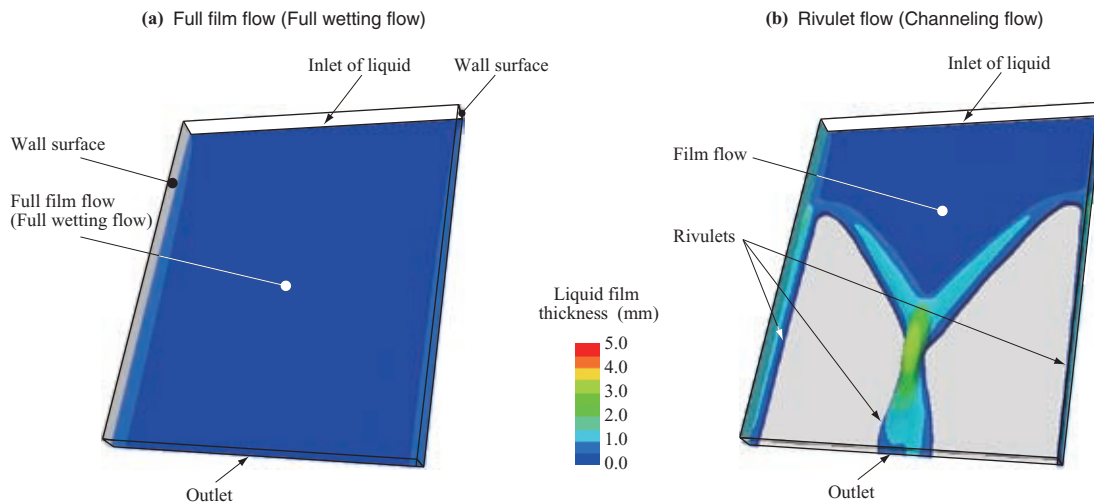 (a) Full film flow (Full wetting flow)
Inlet of liquid
Wall surface
Wall surface
Full film flow
(Full wetting flow)
Outlet
Liquid film
thickness (mm)
5.0
4.0
3.0
2.0
1.0
0.0
(b) Rivulet flow (Channeling flow)
Inlet of liquid
Film flow
Rivulets
Outlet